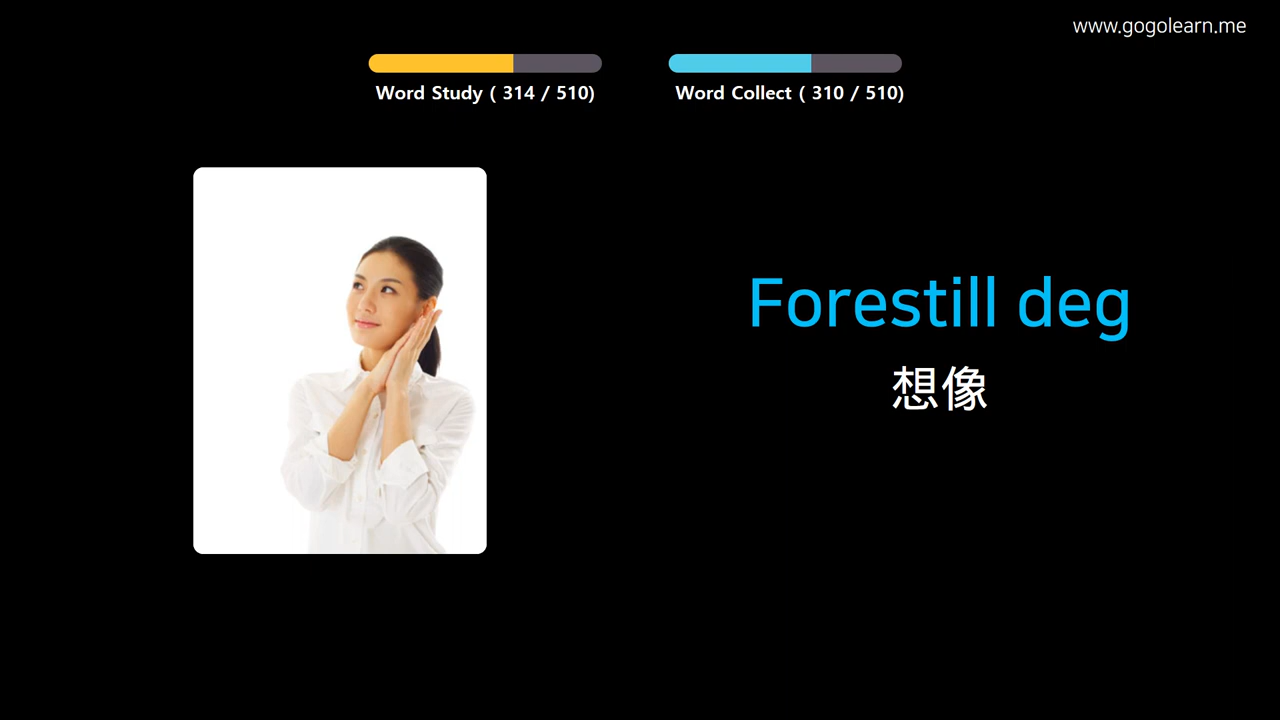 www.gogolearn.me
Word Study ( 314 / 510)
Word Collect ( 310 / 510)
Forestill deg
想像